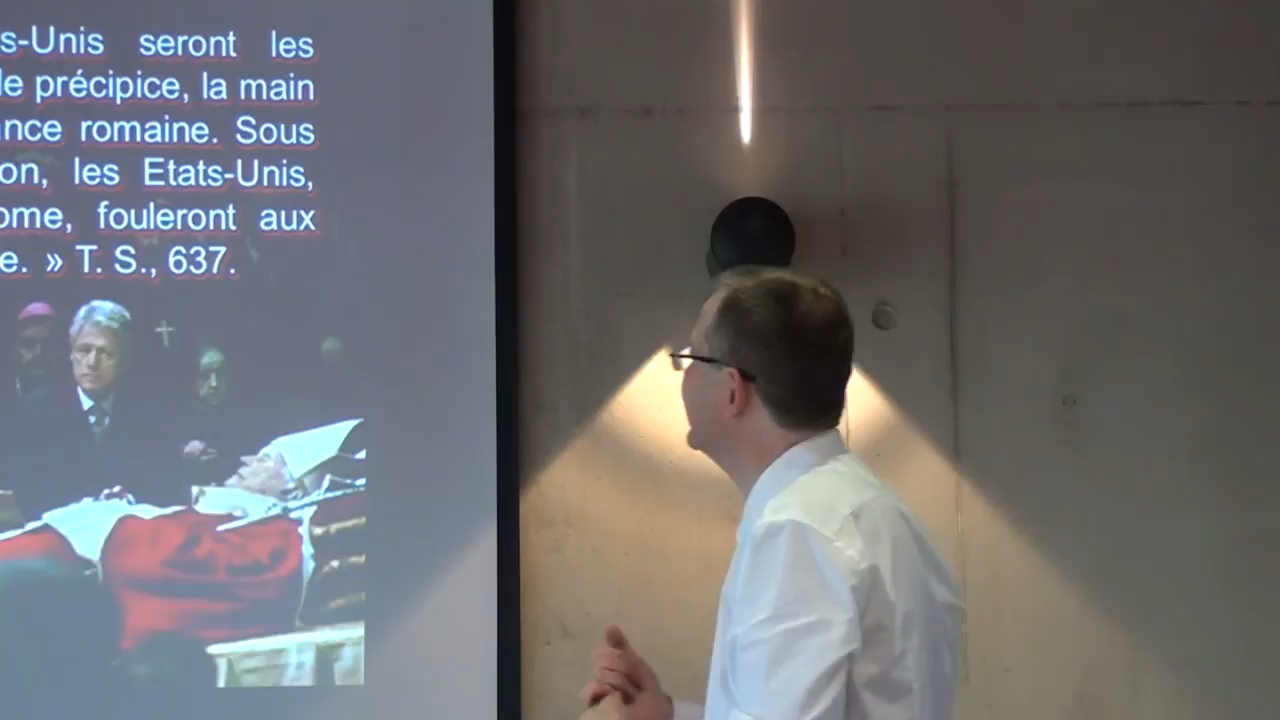 s-Unis seront les
le précipice, la main
ance romaine. Sous
on, les Etats-Unis,
ome, fouleront aux
e. » T. S., 637.